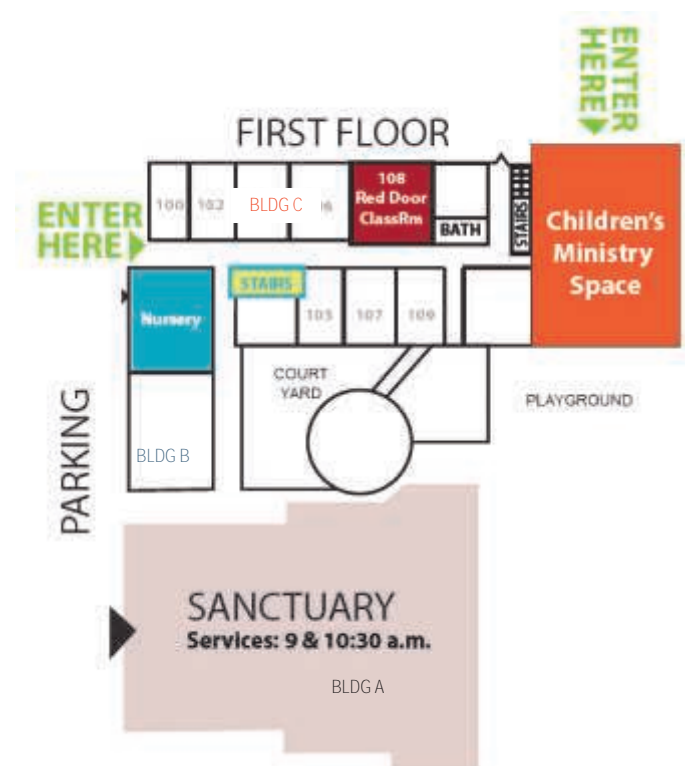 ENTER
HERE
FIRST FLOOR
100
102
BLDG C
108
Red Door
ClassRm
BATH
STAIRS
Children's
Ministry
Space
ENTER
HERE
STAIRS
Nursery
103
107
109
COURT
YARD
PLAYGROUND
BLDG B
PARKING
SANCTUARY
Services: 9 & 10:30 a.m.
BLDG A